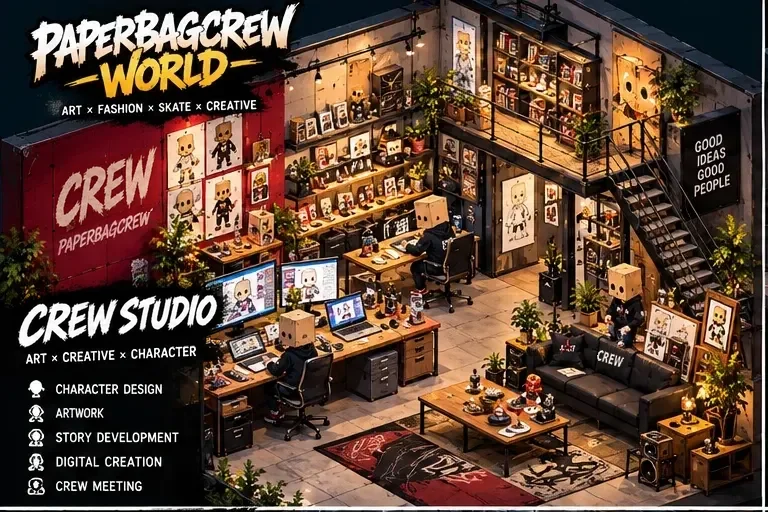 PAPERBAGCREW
WORLD
ART × FASHION × SKATE × CREATIVE
CREW
PAPERBAGCREW
GOOD
IDEAS
GOOD
PEOPLE
CREW STUDIO
ART × CREATIVE × CHARACTER
CHARACTER DESIGN
ARTWORK
STORY DEVELOPMENT
DIGITAL CREATION
CREW MEETING
CREW